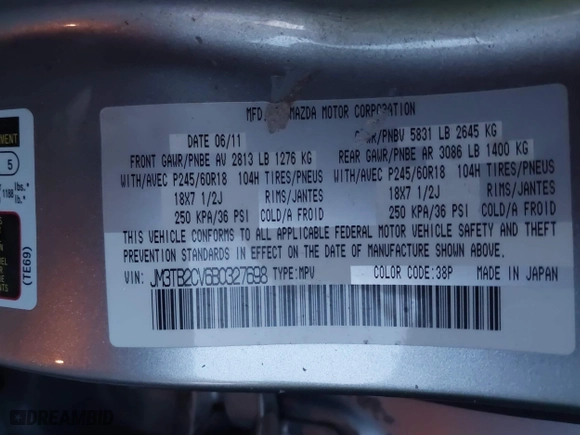 MFD. MAZDA MOTOR CORPORATION
DATE 06/11
GVWR/PNBV 5831 LB 2645 KG
FRONT GAWR/PNBE AV 2813 LB 1276 KG
REAR GAWR/PNBE AR 3086 LB 1400 KG
WITH/AVEC P245/60R18 104H TIRES/PNEUS
WITH/AVEC P245/60R18 104H TIRES/PNEUS
18X7 1/2J RIMS/JANTES
18X7 1/2J RIMS/JANTES
250 KPA/36 PSI COLD/A FROID
250 KPA/36 PSI COLD/A FROID
THIS VEHICLE CONFORMS TO ALL APPLICABLE FEDERAL MOTOR VEHICLE SAFETY AND THEFT
PREVENTION STANDARDS IN EFFECT ON THE DATE OF MANUFACTURE SHOWN ABOVE.
VIN: JM3TB2CV6B0327698 TYPE:MPV COLOR CODE:38P MADE IN JAPAN
5
1188 lbs.
(TE69)
DREAMBID